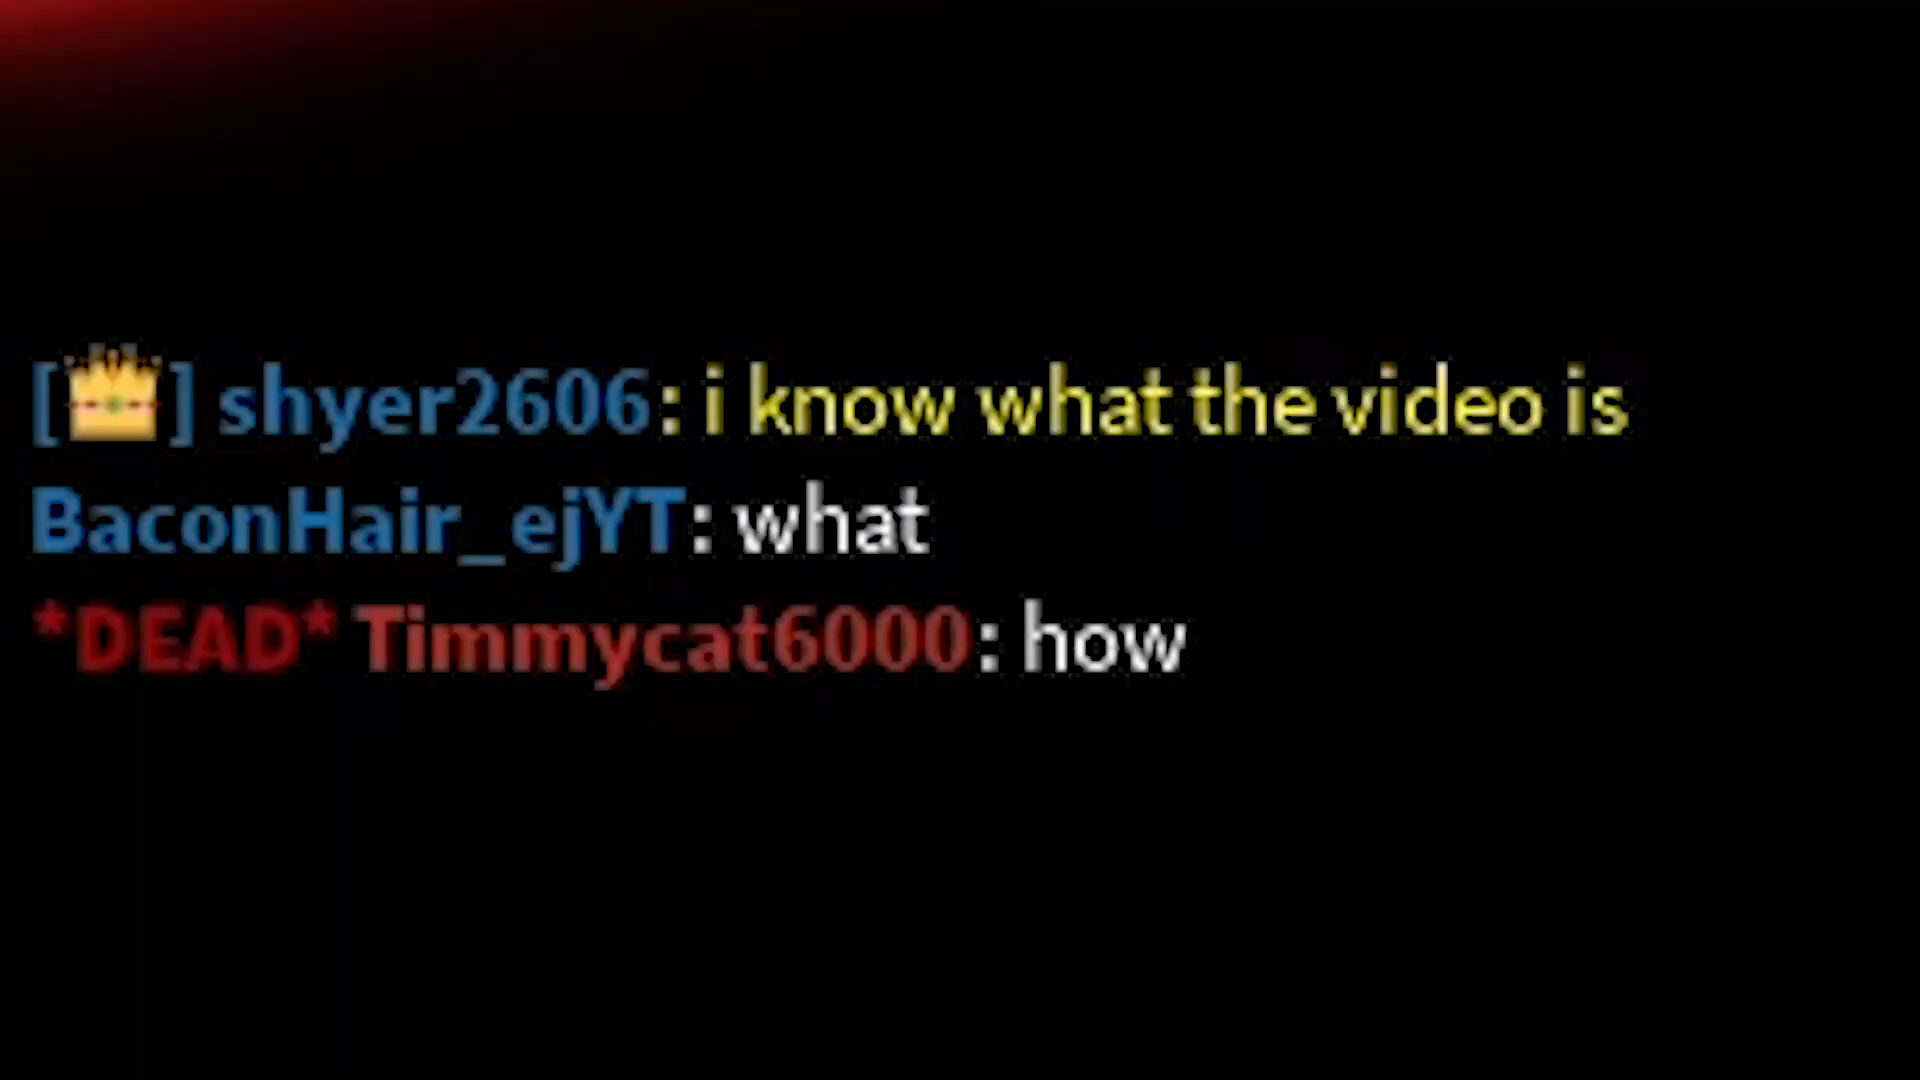 [👑] shyer2606: i know what the video is
BaconHair_ejYT: what
*DEAD* Timmycat6000: how